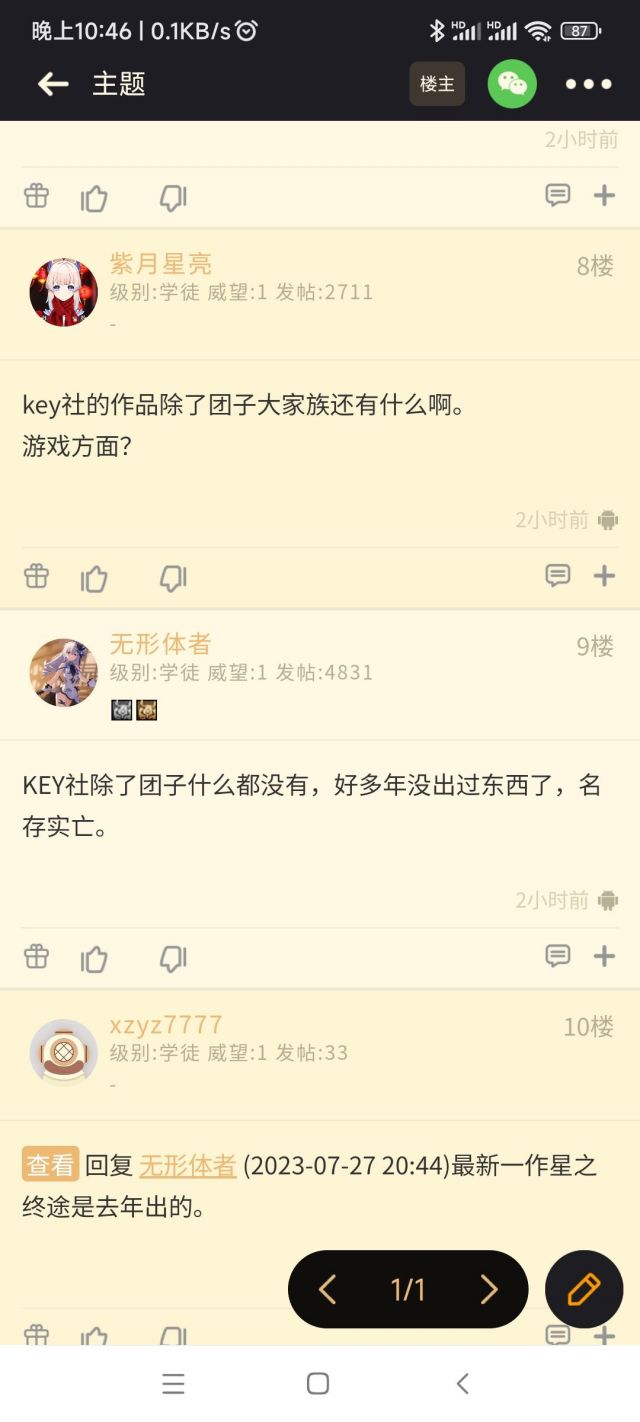 晚上10:46 | 0.1KB/s
HD HD 87
主题
楼主
2小时前
紫月星亮
8楼
级别:学徒 威望:1 发帖:2711
-
key社的作品除了团子大家族还有什么啊。
游戏方面？
2小时前
无形体者
9楼
级别:学徒 威望:1 发帖:4831
KEY社除了团子什么都没有，好多年没出过东西了，名
存实亡。
2小时前
xzyz7777
10楼
级别:学徒 威望:1 发帖:33
-
查看 回复 无形体者 (2023-07-27 20:44)最新一作星之
终途是去年出的。
1/1